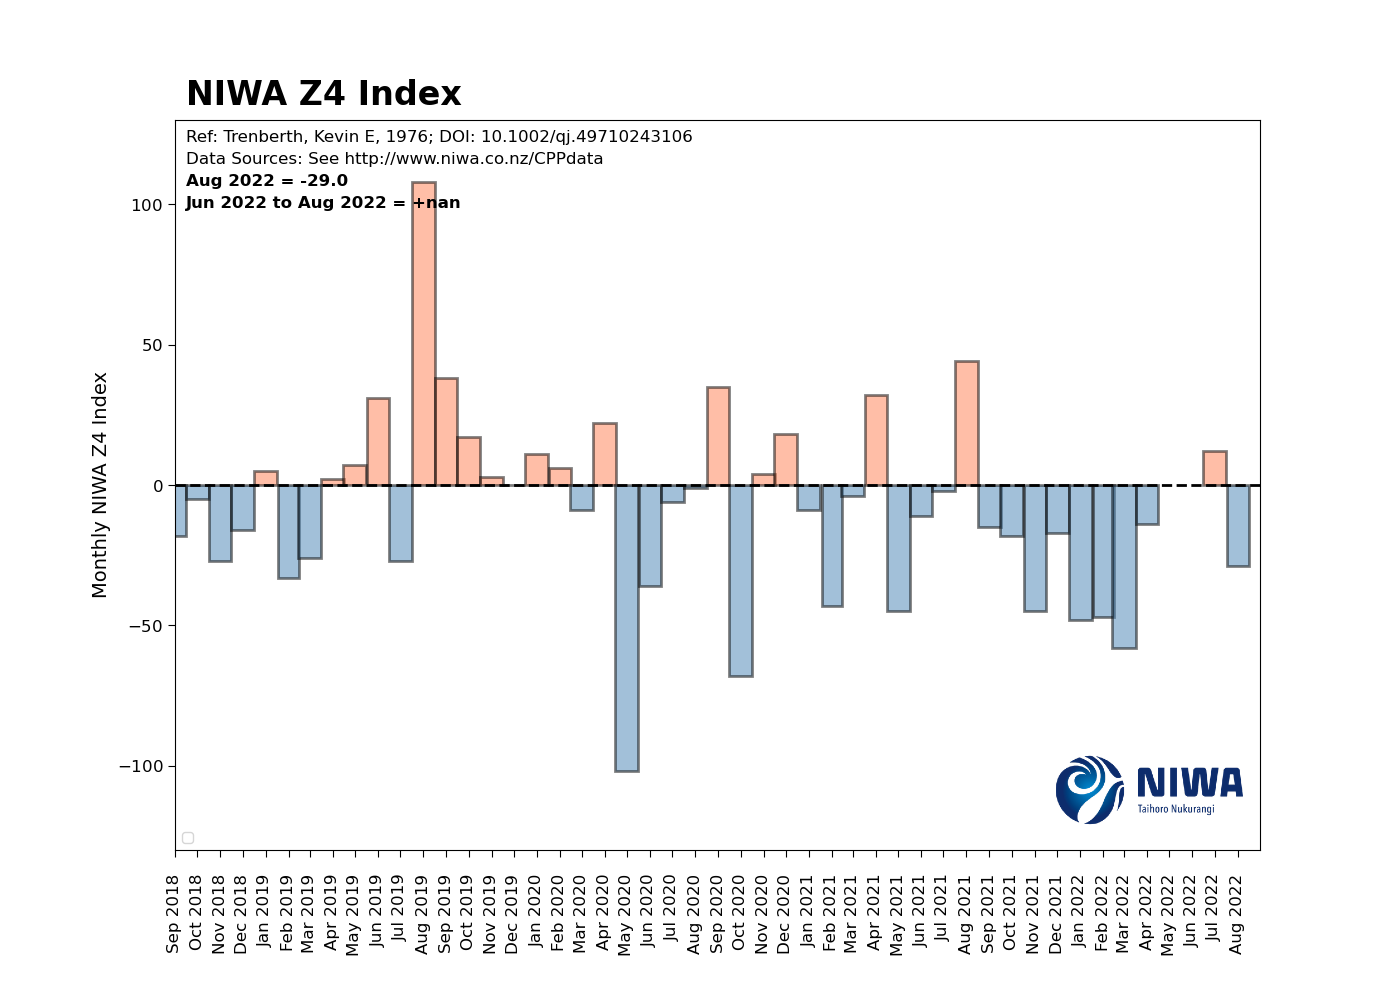 NIWA Z4 Index
Ref: Trenberth, Kevin E, 1976; DOI: 10.1002/qj.49710243106
Data Sources: See http://www.niwa.co.nz/CPPdata
Aug 2022 = -29.0
Jun 2022 to Aug 2022 = +nan
Monthly NIWA Z4 Index
100
50
0
−50
−100
NIWA
Taihoro Nukurangi
Sep 2018
Oct 2018
Nov 2018
Dec 2018
Jan 2019
Feb 2019
Mar 2019
Apr 2019
May 2019
Jun 2019
Jul 2019
Aug 2019
Sep 2019
Oct 2019
Nov 2019
Dec 2019
Jan 2020
Feb 2020
Mar 2020
Apr 2020
May 2020
Jun 2020
Jul 2020
Aug 2020
Sep 2020
Oct 2020
Nov 2020
Dec 2020
Jan 2021
Feb 2021
Mar 2021
Apr 2021
May 2021
Jun 2021
Jul 2021
Aug 2021
Sep 2021
Oct 2021
Nov 2021
Dec 2021
Jan 2022
Feb 2022
Mar 2022
Apr 2022
May 2022
Jun 2022
Jul 2022
Aug 2022